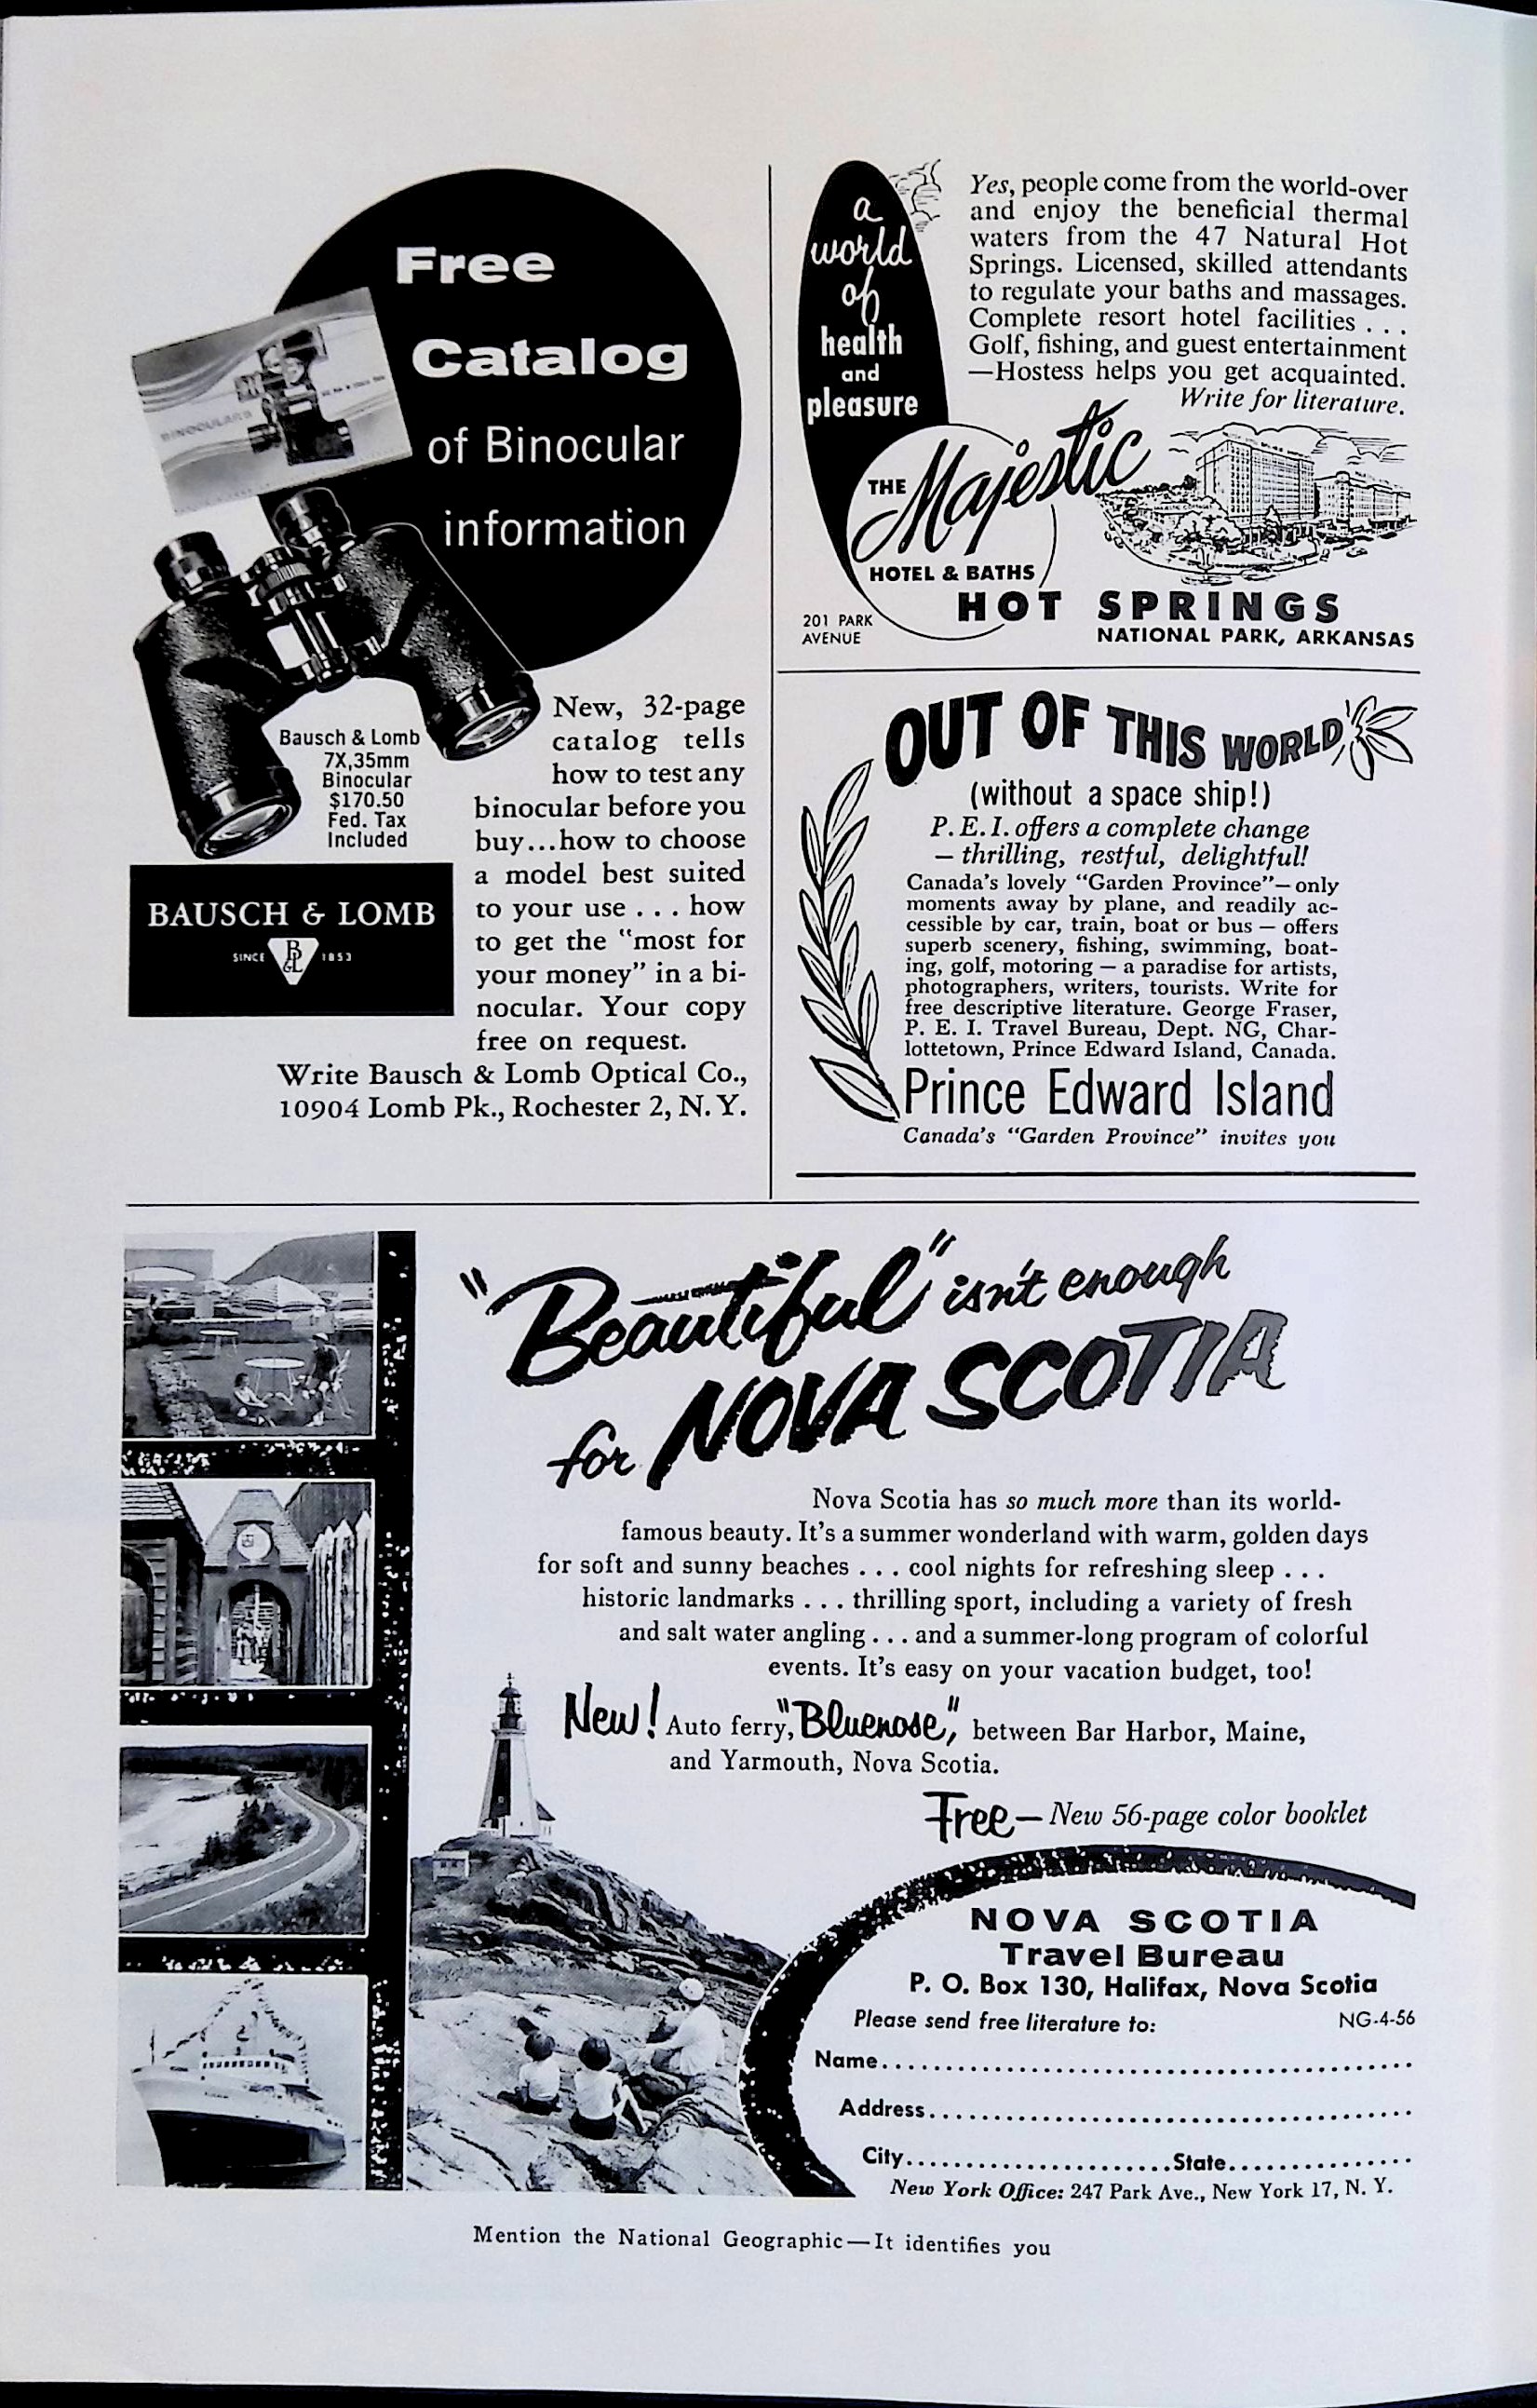 Free
Catalog
of Binocular
information
BINOCULARS
Bausch & Lomb
7X,35mm
Binocular
$170.50
Fed. Tax
Included
BAUSCH & LOMB
SINCE B&L 1853
New, 32-page
catalog tells
how to test any
binocular before you
buy...how to choose
a model best suited
to your use . . . how
to get the "most for
your money" in a bi-
nocular. Your copy
free on request.
Write Bausch & Lomb Optical Co.,
10904 Lomb Pk., Rochester 2, N. Y.
a
world
of
health
and
pleasure
Yes, people come from the world-over
and enjoy the beneficial thermal
waters from the 47 Natural Hot
Springs. Licensed, skilled attendants
to regulate your baths and massages.
Complete resort hotel facilities . . .
Golf, fishing, and guest entertainment
—Hostess helps you get acquainted.
Write for literature.
THE Majestic
HOTEL & BATHS
HOT SPRINGS
NATIONAL PARK, ARKANSAS
201 PARK
AVENUE
OUT OF THIS WORLD
(without a space ship!)
P. E. I. offers a complete change
– thrilling, restful, delightful!
Canada's lovely "Garden Province"— only
moments away by plane, and readily ac-
cessible by car, train, boat or bus — offers
superb scenery, fishing, swimming, boat-
ing, golf, motoring — a paradise for artists,
photographers, writers, tourists. Write for
free descriptive literature. George Fraser,
P. E. I. Travel Bureau, Dept. NG, Char-
lottetown, Prince Edward Island, Canada.
Prince Edward Island
Canada's "Garden Province" invites you
"Beautiful" isn't enough
for NOVA SCOTIA
Nova Scotia has so much more than its world-
famous beauty. It's a summer wonderland with warm, golden days
for soft and sunny beaches . . . cool nights for refreshing sleep . . .
historic landmarks . . . thrilling sport, including a variety of fresh
and salt water angling . . . and a summer-long program of colorful
events. It's easy on your vacation budget, too!
New! Auto ferry, "Bluenose," between Bar Harbor, Maine,
and Yarmouth, Nova Scotia.
Free — New 56-page color booklet
NOVA SCOTIA
Travel Bureau
P. O. Box 130, Halifax, Nova Scotia
Please send free literature to: NG-4-56
Name
Address
City State
New York Office: 247 Park Ave., New York 17, N. Y.
Mention the National Geographic—It identifies you